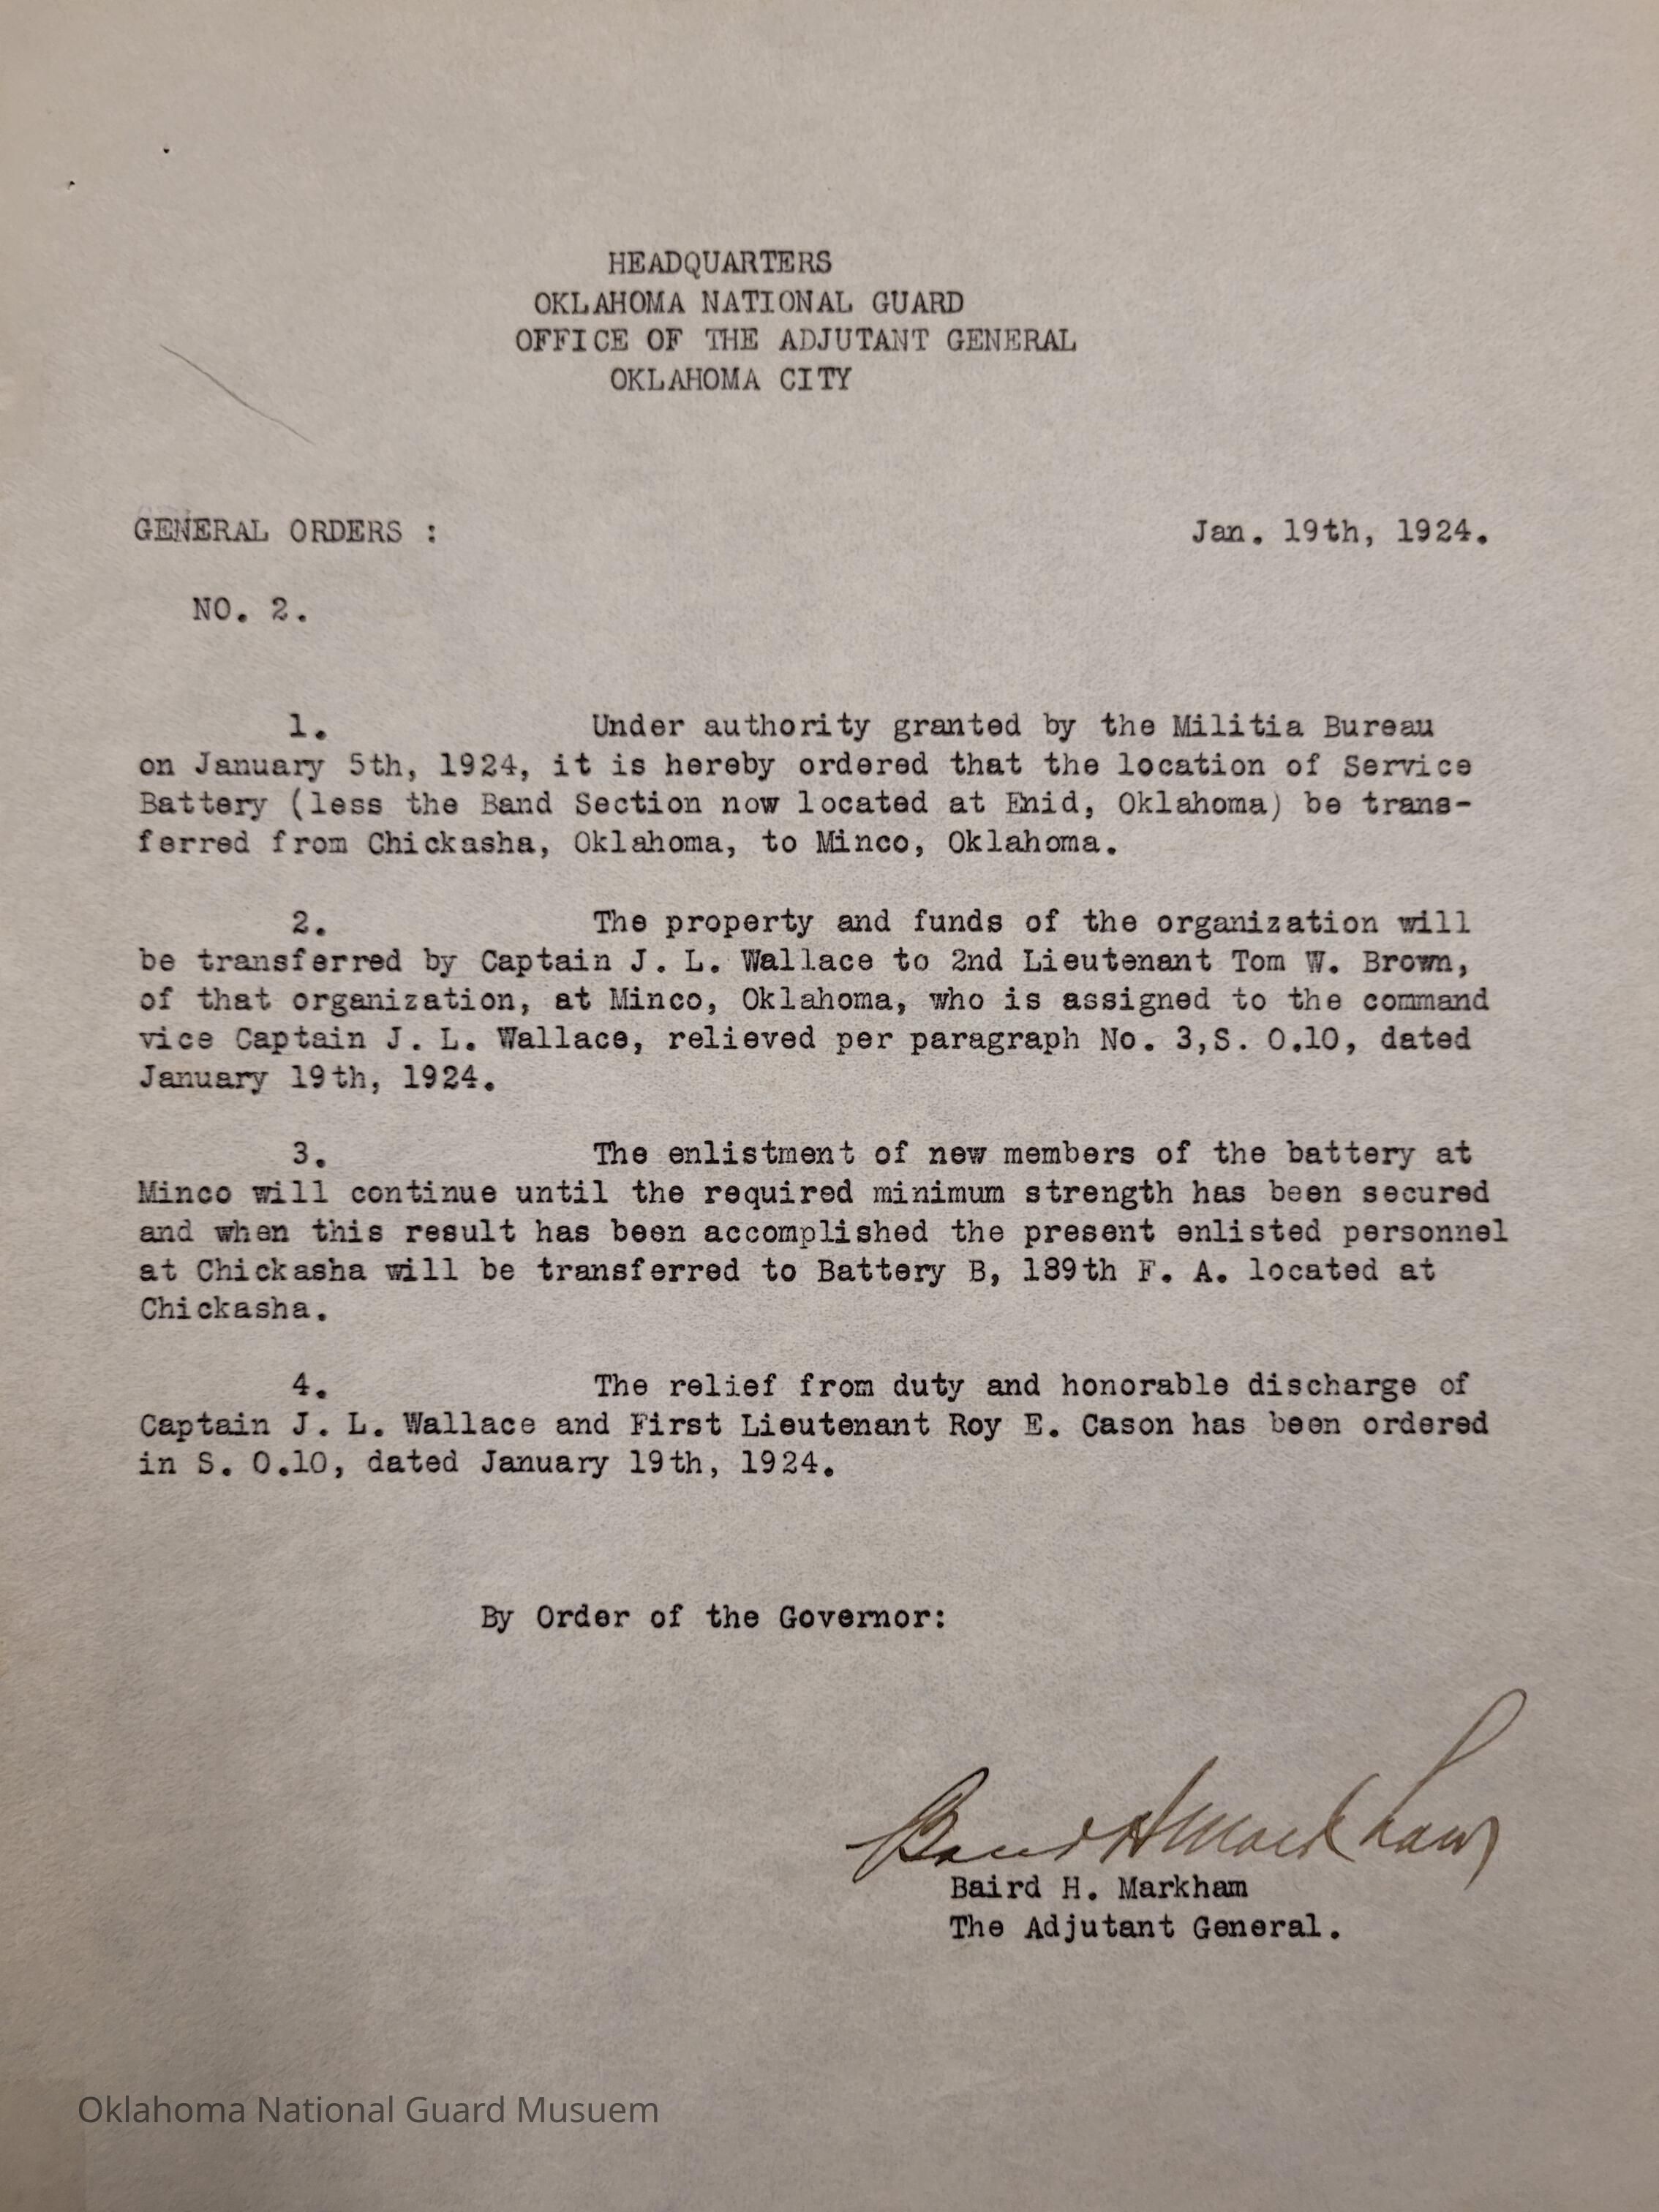 HEADQUARTERS
OKLAHOMA NATIONAL GUARD
OFFICE OF THE ADJUTANT GENERAL
OKLAHOMA CITY
GENERAL ORDERS : Jan. 19th, 1924.
NO. 2.
1. Under authority granted by the Militia Bureau
on January 5th, 1924, it is hereby ordered that the location of Service
Battery (less the Band Section now located at Enid, Oklahoma) be trans-
ferred from Chickasha, Oklahoma, to Minco, Oklahoma.
2. The property and funds of the organization will
be transferred by Captain J. L. Wallace to 2nd Lieutenant Tom W. Brown,
of that organization, at Minco, Oklahoma, who is assigned to the command
vice Captain J. L. Wallace, relieved per paragraph No. 3,S. O.10, dated
January 19th, 1924.
3. The enlistment of new members of the battery at
Minco will continue until the required minimum strength has been secured
and when this result has been accomplished the present enlisted personnel
at Chickasha will be transferred to Battery B, 189th F. A. located at
Chickasha.
4. The relief from duty and honorable discharge of
Captain J. L. Wallace and First Lieutenant Roy E. Cason has been ordered
in S. O.10, dated January 19th, 1924.
By Order of the Governor:
Baird H Markham
Baird H. Markham
The Adjutant General.
Oklahoma National Guard Musuem